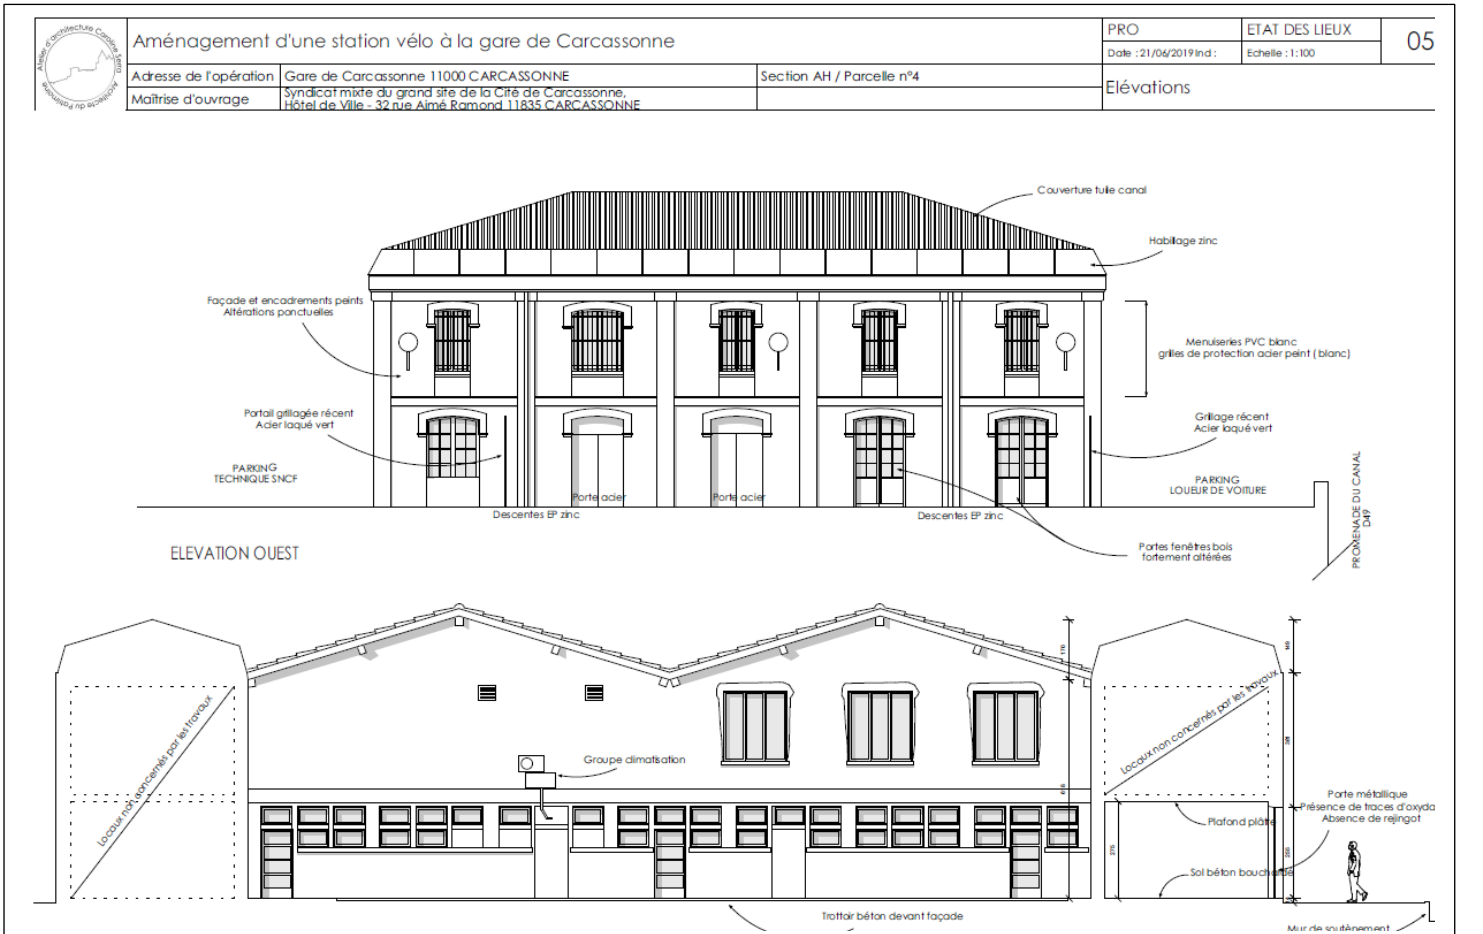 Atelier d'architecture Caroline Serra
Architecte du Patrimoine
Aménagement d'une station vélo à la gare de Carcassonne
PRO
ETAT DES LIEUX
05
Date : 21/06/2019 Ind :
Echelle : 1:100
Adresse de l'opération
Gare de Carcassonne 11000 CARCASSONNE
Section AH / Parcelle n°4
Elévations
Maîtrise d'ouvrage
Syndicat mixte du grand site de la Cité de Carcassonne,
Hôtel de Ville - 32 rue Aimé Ramond 11835 CARCASSONNE
Couverture tuile canal
Habillage zinc
Façade et encadrements peints
Altérations ponctuelles
Menuiseries PVC blanc
grilles de protection acier peint ( blanc)
Portail grillagée récent
Acier laqué vert
Grillage récent
Acier laqué vert
PARKING
TECHNIQUE SNCF
PARKING
LOUEUR DE VOITURE
PROMENADE DU CANAL
D49
Porte acier
Porte acier
Descentes EP zinc
Descentes EP zinc
Portes fenêtres bois
fortement altérées
ELEVATION OUEST
Locaux non concernés par les travaux
Locaux non concernés par les travaux
Groupe climatisation
Porte métallique
Présence de traces d'oxyda
Absence de rejingot
Plafond plâtre
Sol béton bouchardé
275
Trottoir béton devant façade
Mur de soutènement